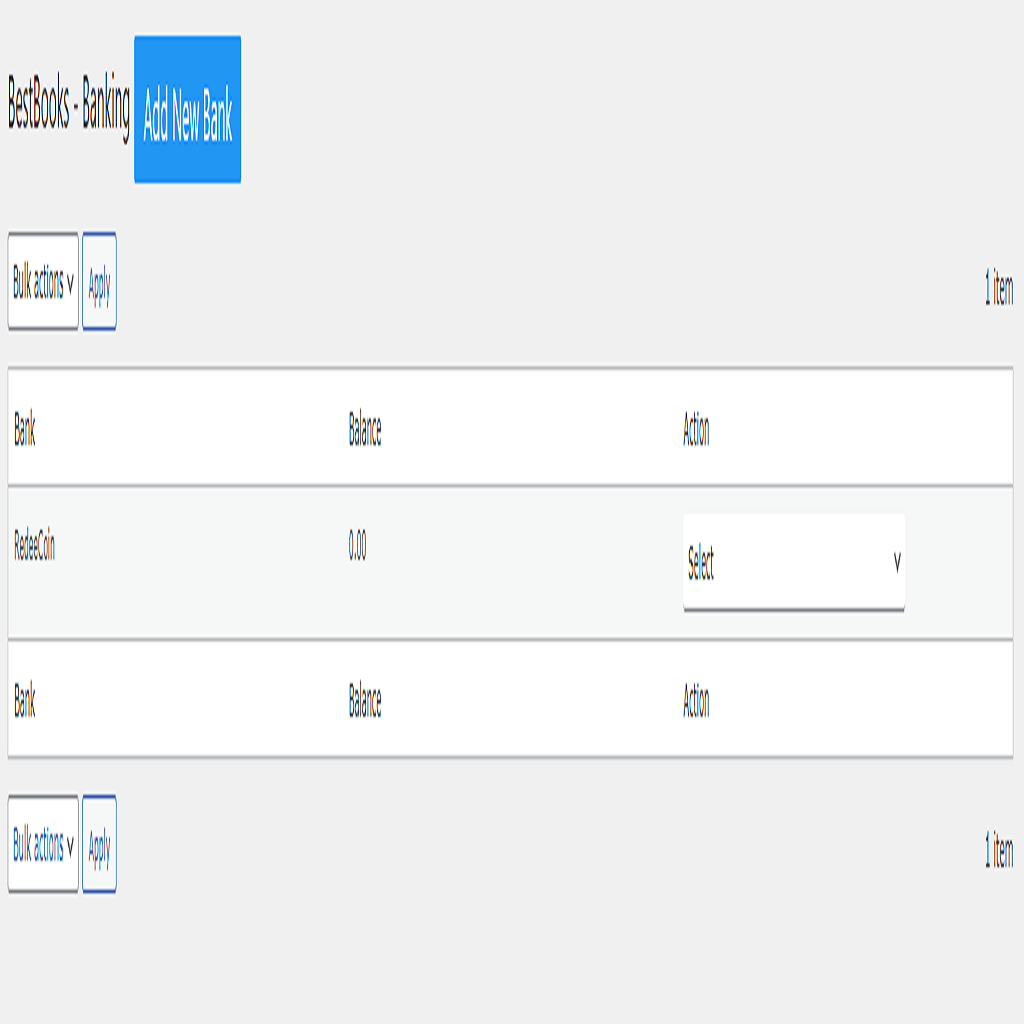 BestBooks - Banking Add New Bank
Bulk actions Apply 1 item
Bank Balance Action
RedeeCoin 0.00 Select
Bank Balance Action
Bulk actions Apply 1 item